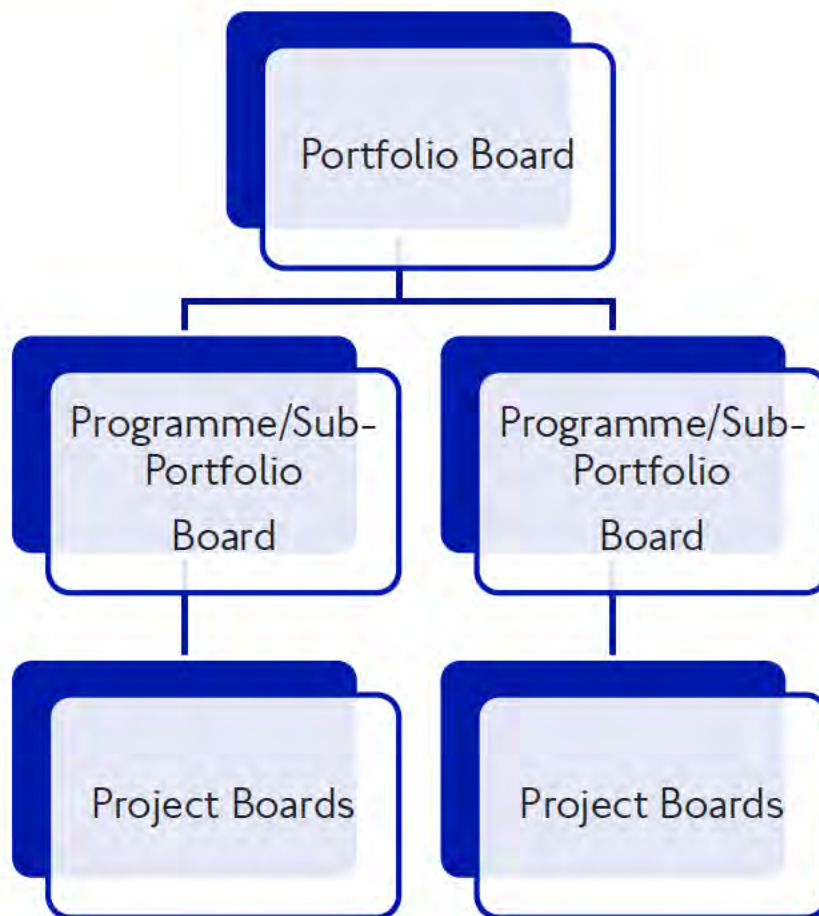 Portfolio Board
Programme/Sub-
Portfolio
Board
Programme/Sub-
Portfolio
Board
Project Boards
Project Boards